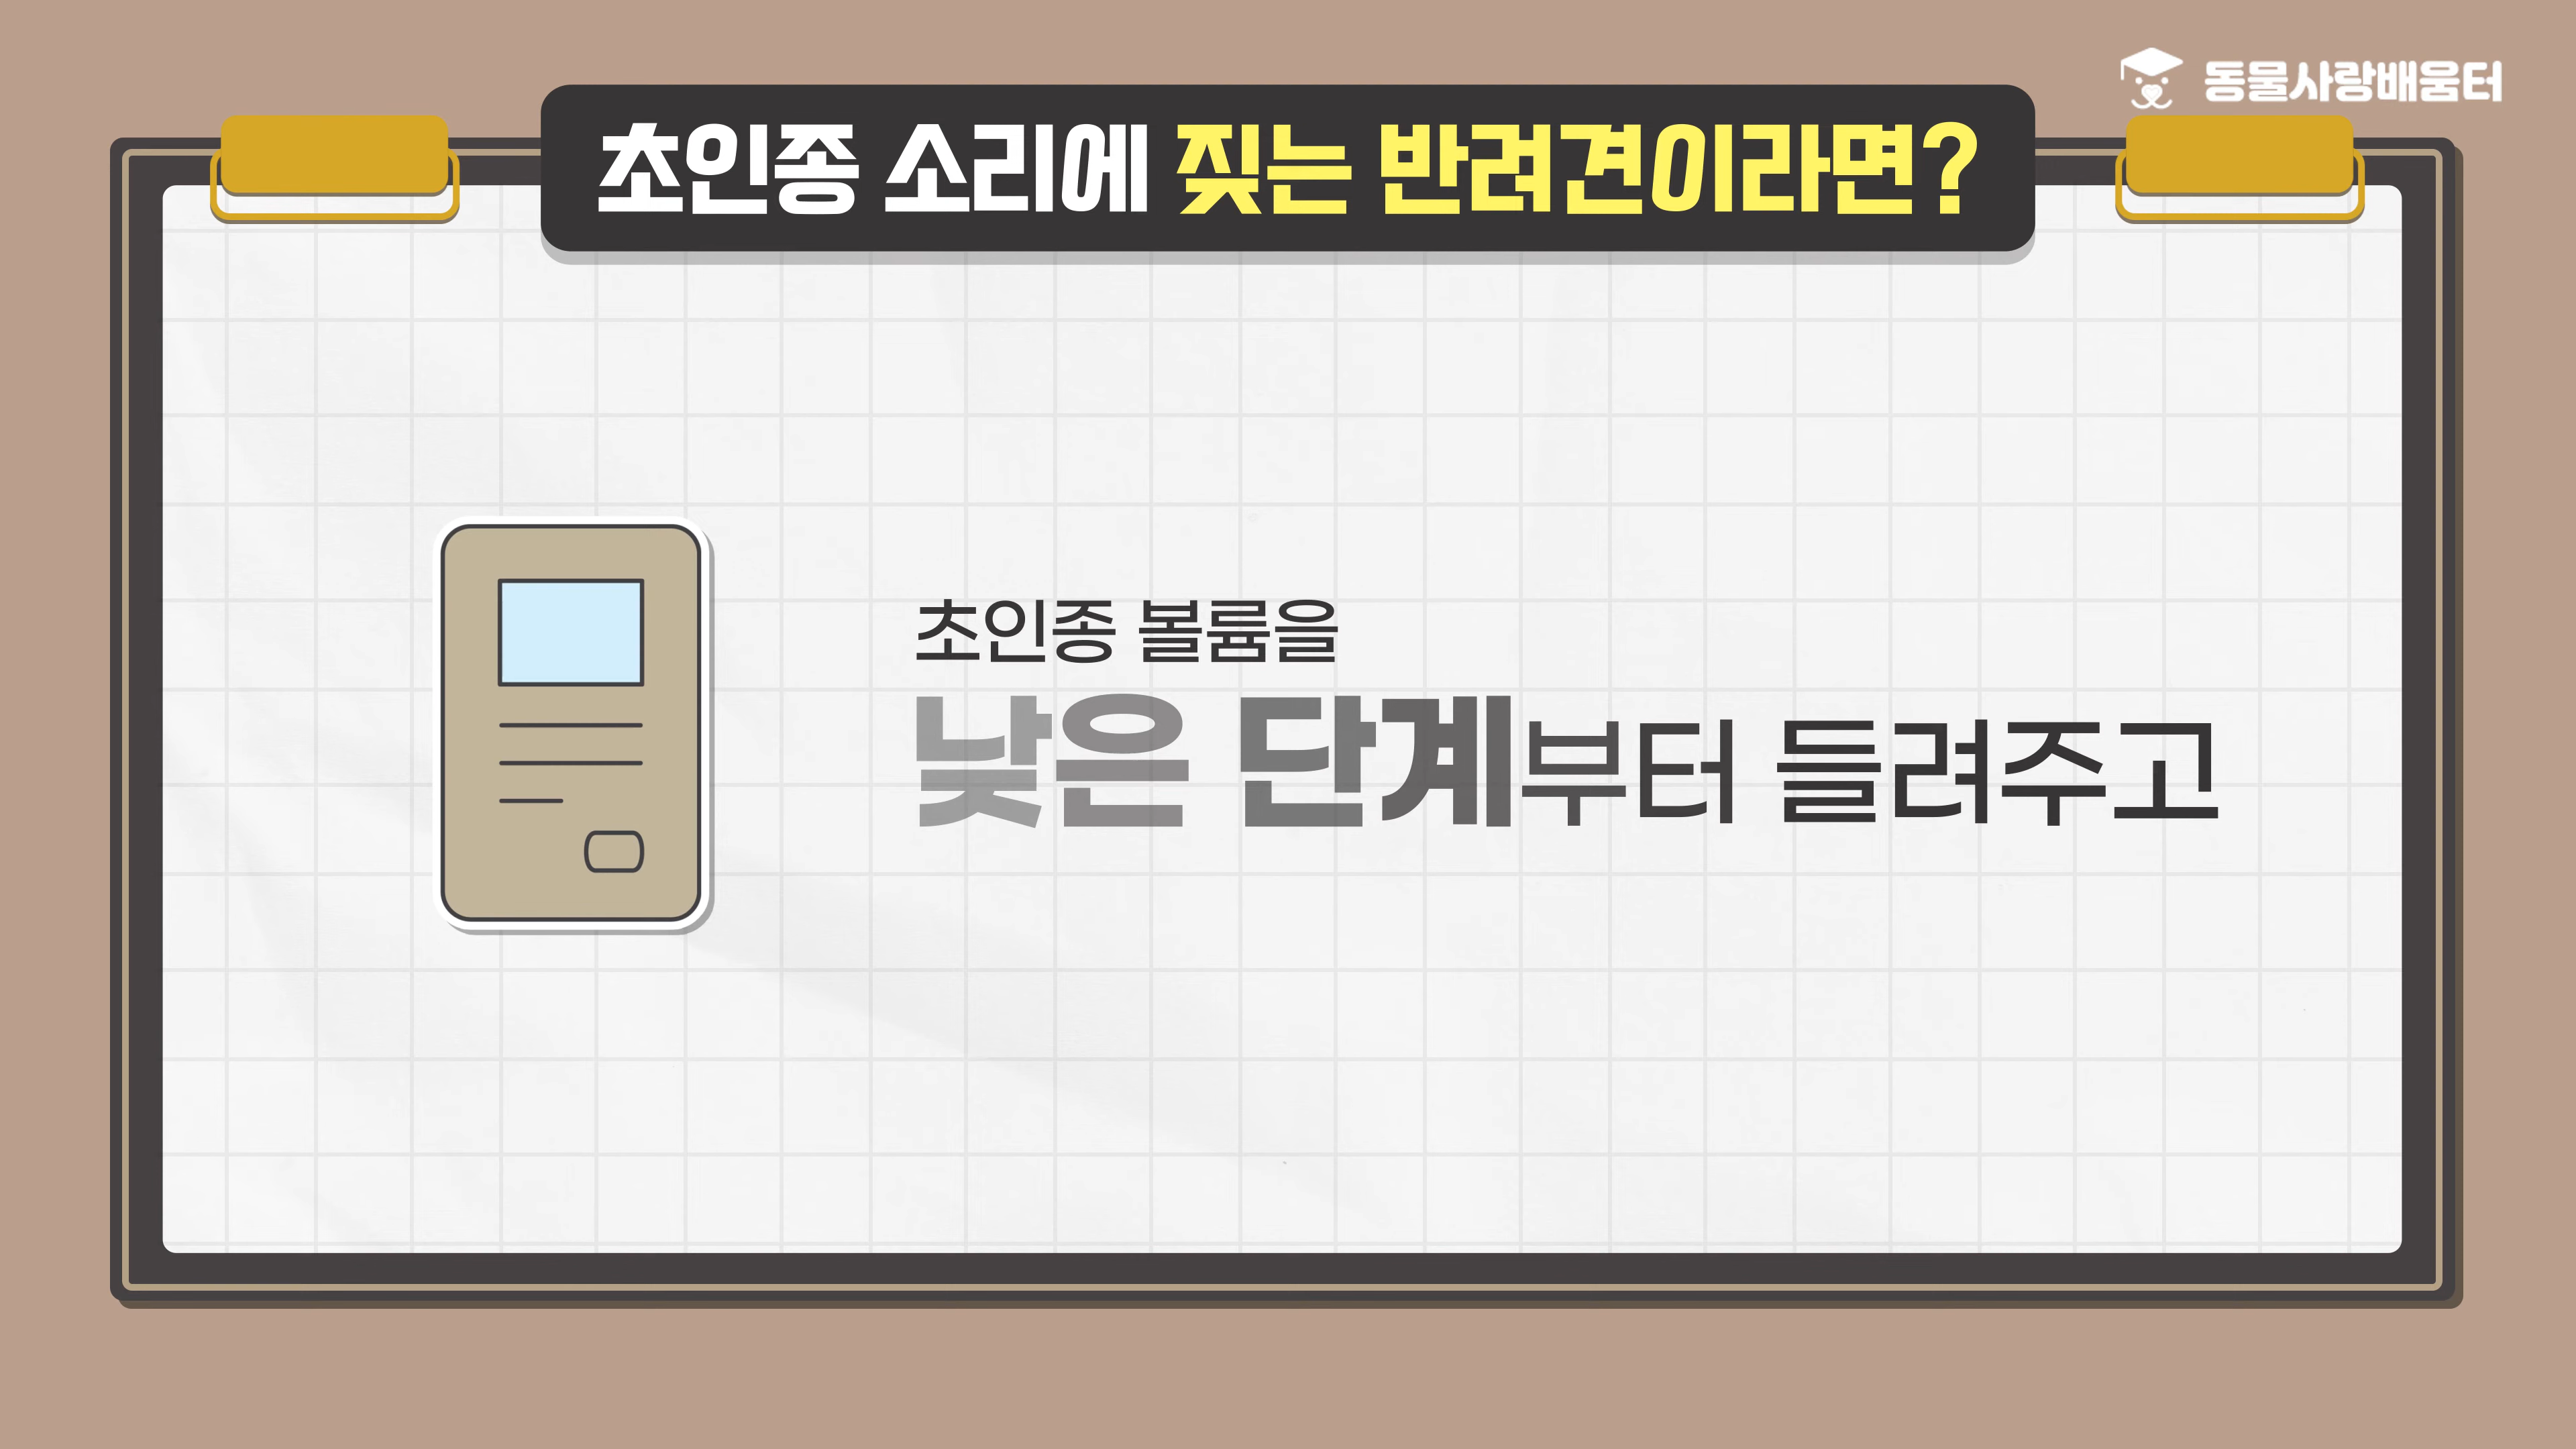 동물사랑배움터
초인종 소리에 짖는 반려견이라면?
초인종 볼륨을
낮은 단계부터 들려주고